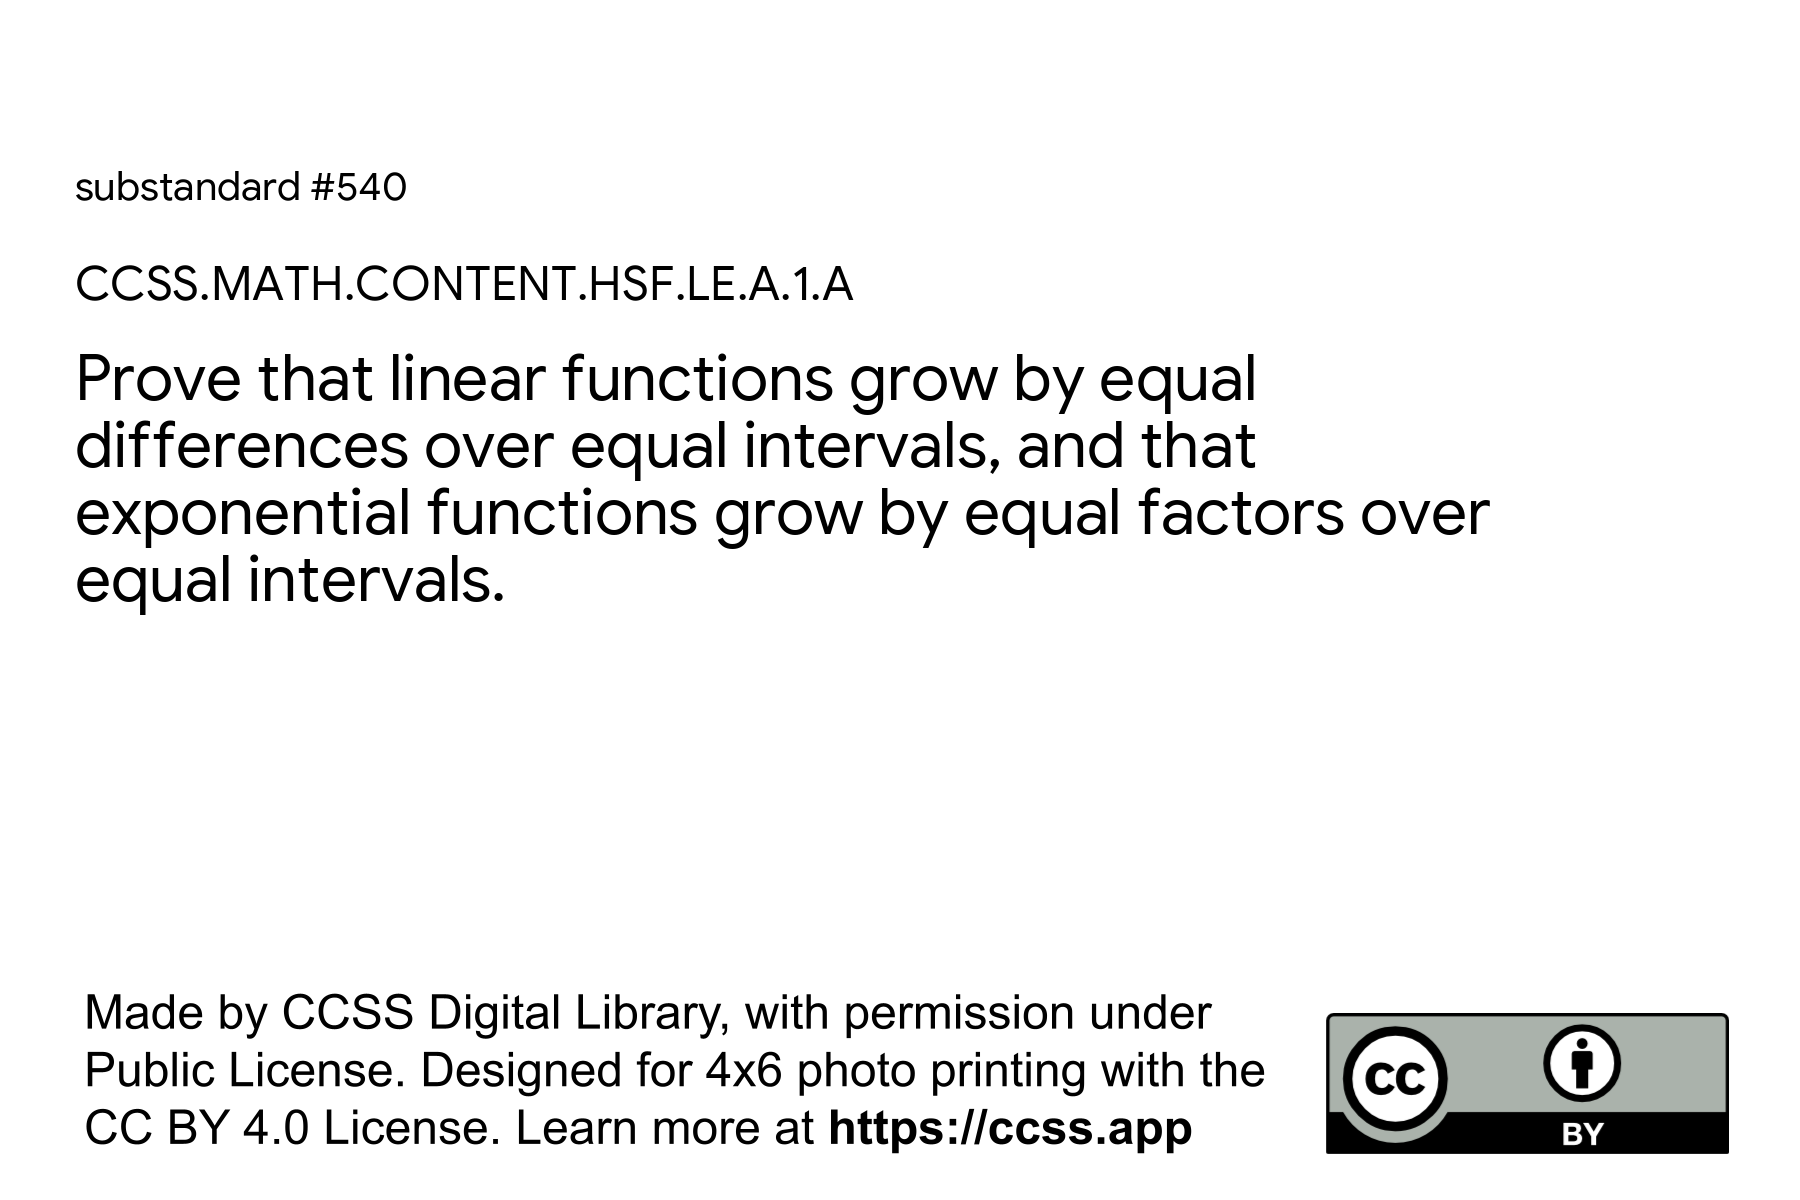 substandard #540
CCSS.MATH.CONTENT.HSF.LE.A.1.A
Prove that linear functions grow by equal
differences over equal intervals, and that
exponential functions grow by equal factors over
equal intervals.
Made by CCSS Digital Library, with permission under
Public License. Designed for 4x6 photo printing with the
CC BY 4.0 License. Learn more at https://ccss.app
CC
BY